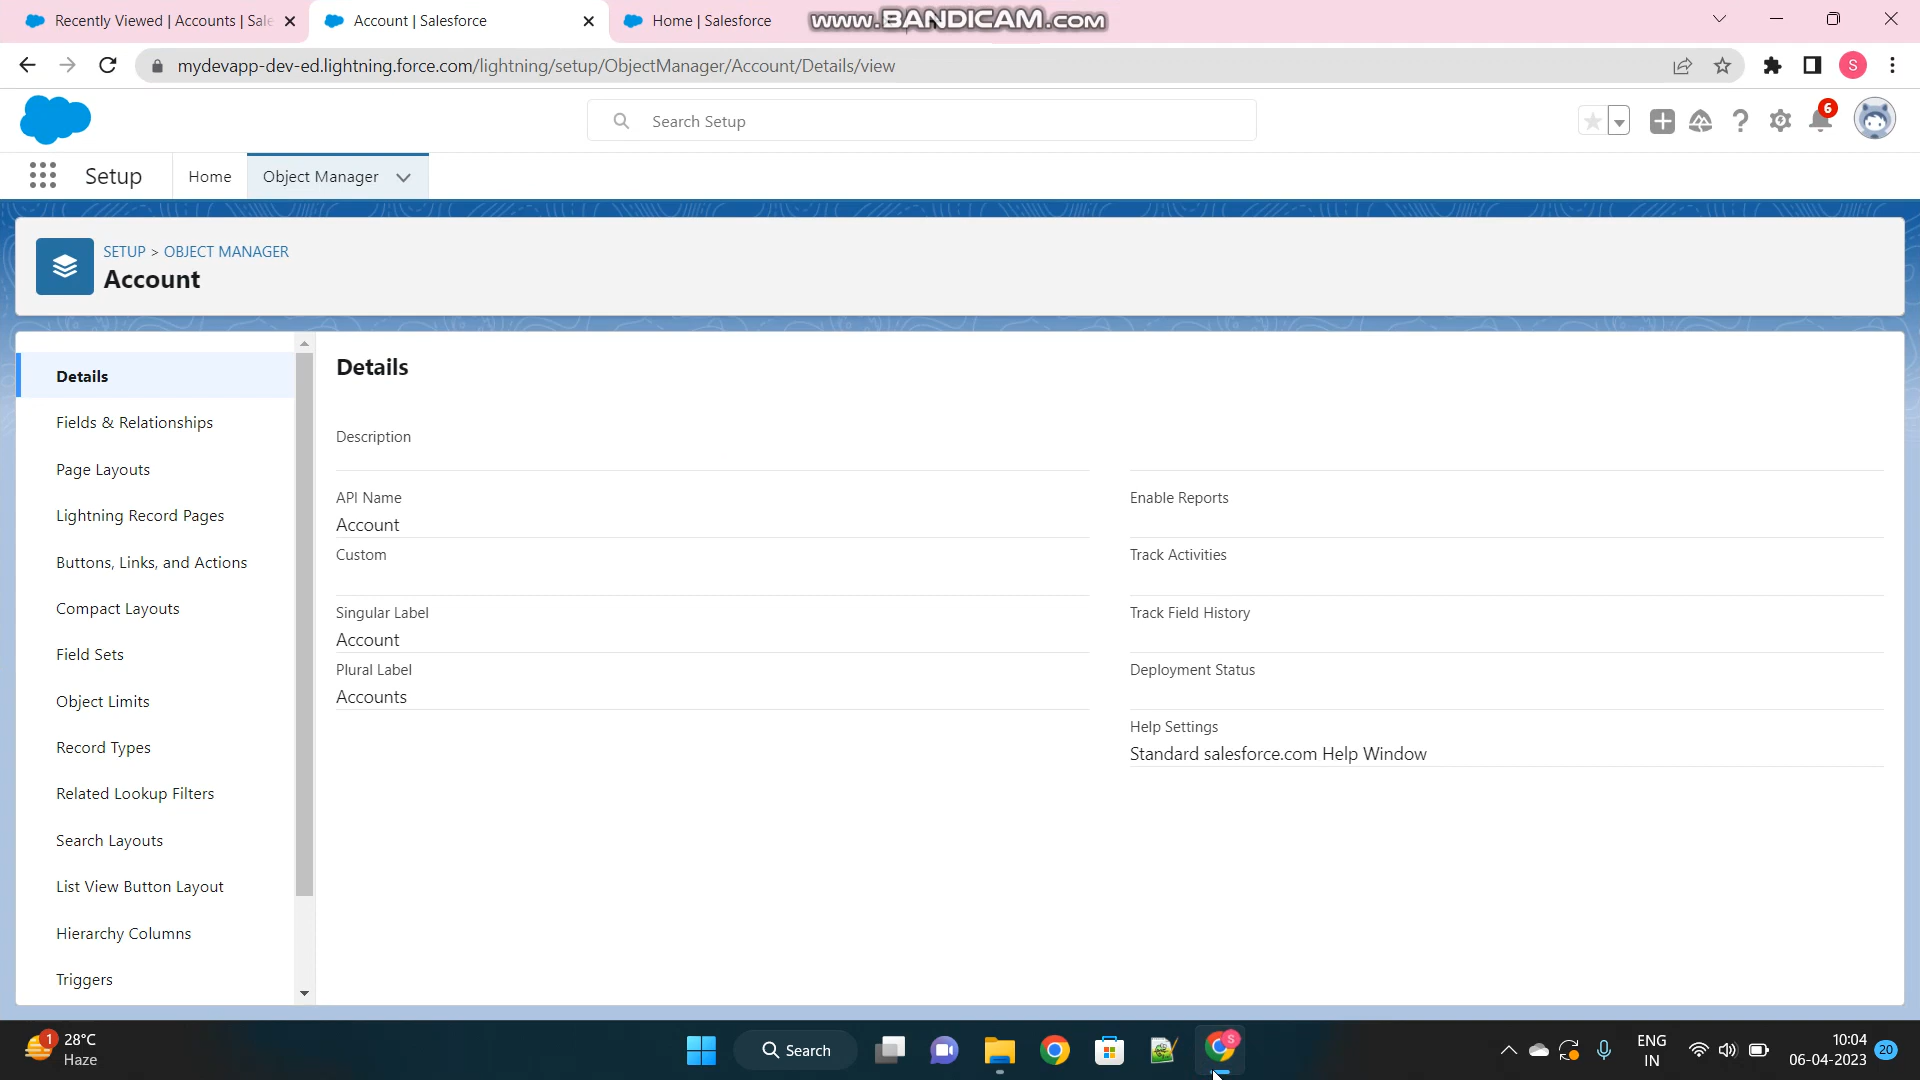 Recently Viewed | Accounts | Sale
Account | Salesforce
Home | Salesforce
www.BANDICAM.com
mydevapp-dev-ed.lightning.force.com/lightning/setup/ObjectManager/Account/Details/view
S
Search Setup
6
Setup
Home
Object Manager
SETUP > OBJECT MANAGER
Account
Details
Fields & Relationships
Page Layouts
Lightning Record Pages
Buttons, Links, and Actions
Compact Layouts
Field Sets
Object Limits
Record Types
Related Lookup Filters
Search Layouts
List View Button Layout
Hierarchy Columns
Triggers
Details
Description
API Name
Account
Custom
Singular Label
Account
Plural Label
Accounts
Enable Reports
Track Activities
Track Field History
Deployment Status
Help Settings
Standard salesforce.com Help Window
1
28°C
Haze
Search
S
ENG
IN
10:04
06-04-2023
20